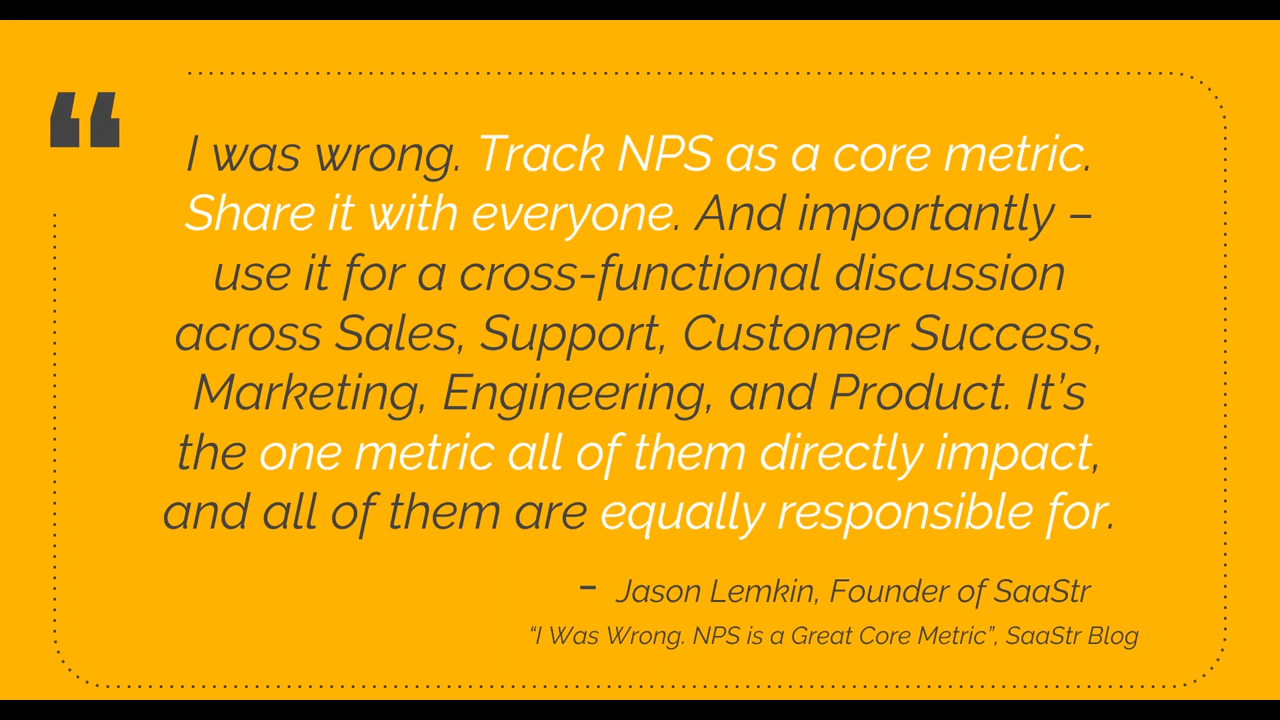 “
I was wrong. Track NPS as a core metric.
Share it with everyone. And importantly –
use it for a cross-functional discussion
across Sales, Support, Customer Success,
Marketing, Engineering, and Product. It’s
the one metric all of them directly impact,
and all of them are equally responsible for.
– Jason Lemkin, Founder of SaaStr
“I Was Wrong. NPS is a Great Core Metric”, SaaStr Blog